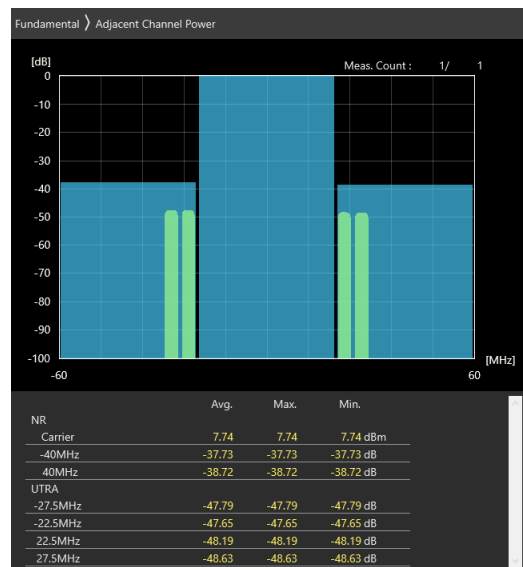 Fundamental 〉 Adjacent Channel Power
[dB]
Meas. Count : 1/ 1
0
-10
-20
-30
-40
-50
-60
-70
-80
-90
-100
[MHz]
-60 60
Avg. Max. Min.
NR
Carrier 7.74 7.74 7.74 dBm
-40MHz -37.73 -37.73 -37.73 dB
40MHz -38.72 -38.72 -38.72 dB
UTRA
-27.5MHz -47.79 -47.79 -47.79 dB
-22.5MHz -47.65 -47.65 -47.65 dB
22.5MHz -48.19 -48.19 -48.19 dB
27.5MHz -48.63 -48.63 -48.63 dB